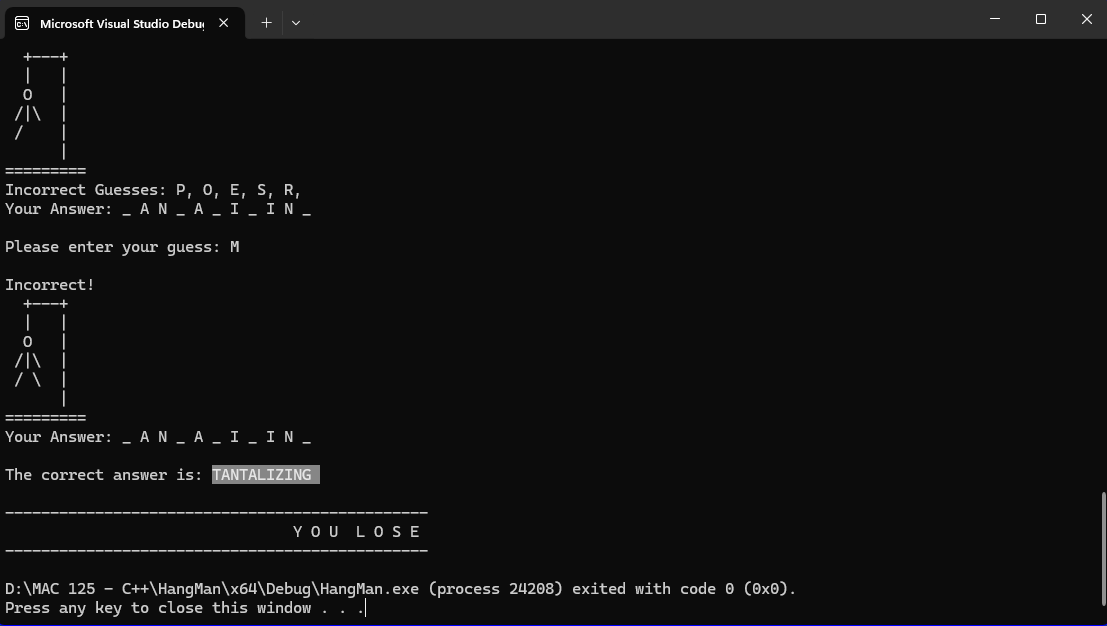 Microsoft Visual Studio Debug
  +---+
  |   |
  O   |
 /|\  |
 /    |
      |
=========
Incorrect Guesses: P, O, E, S, R,
Your Answer: _ A N _ A _ I _ I N _
Please enter your guess: M
Incorrect!
  +---+
  |   |
  O   |
 /|\  |
 / \  |
      |
=========
Your Answer: _ A N _ A _ I _ I N _
The correct answer is: TANTALIZING
-----------------------------------------------
                                Y O U  L O S E
-----------------------------------------------
D:\MAC 125 - C++\HangMan\x64\Debug\HangMan.exe (process 24208) exited with code 0 (0x0).
Press any key to close this window . . .